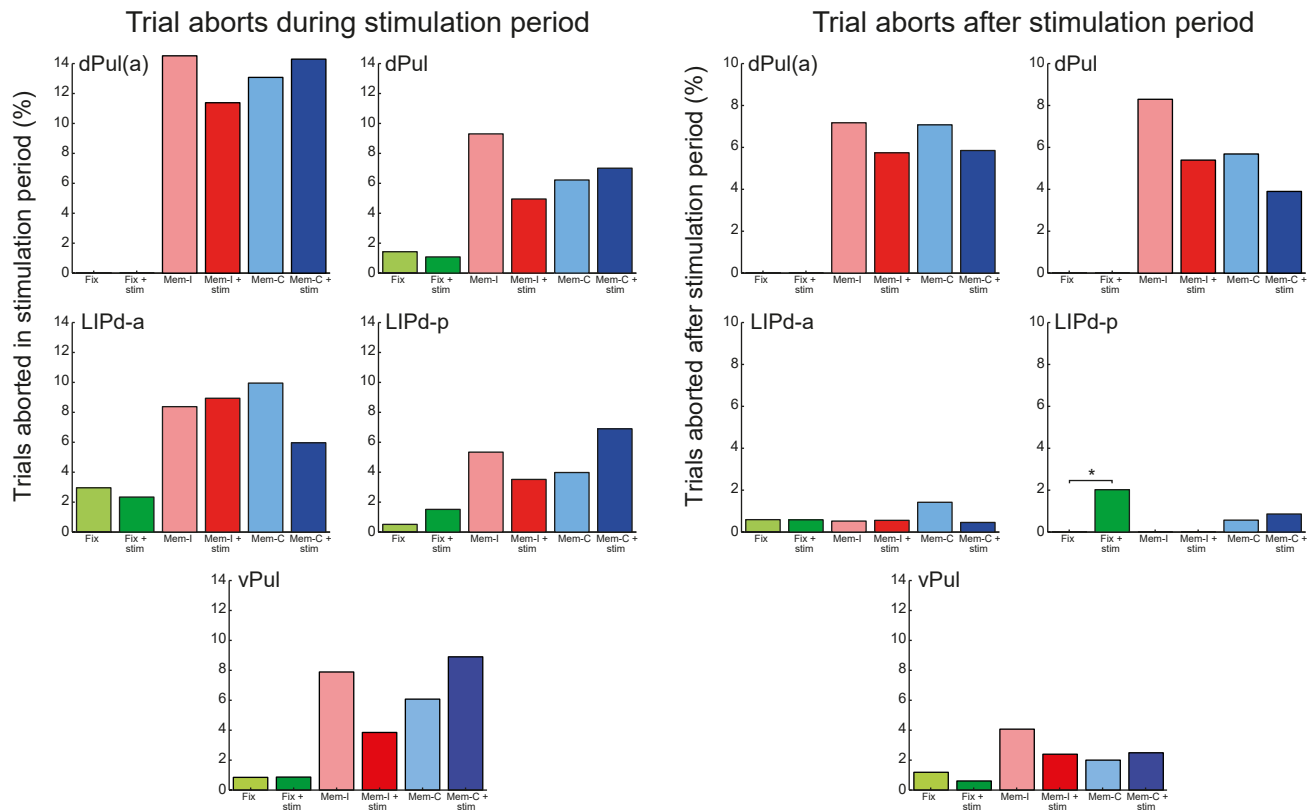 Trial aborts during stimulation period
Trial aborts after stimulation period
Trials aborted in stimulation period (%)
dPul(a)
14
12
10
8
6
4
2
0
Fix
Fix + stim
Mem-I
Mem-I + stim
Mem-C
Mem-C + stim
dPul
14
12
10
8
6
4
2
0
Fix
Fix + stim
Mem-I
Mem-I + stim
Mem-C
Mem-C + stim
LIPd-a
14
12
10
8
6
4
2
0
Fix
Fix + stim
Mem-I
Mem-I + stim
Mem-C
Mem-C + stim
LIPd-p
14
12
10
8
6
4
2
0
Fix
Fix + stim
Mem-I
Mem-I + stim
Mem-C
Mem-C + stim
vPul
14
12
10
8
6
4
2
0
Fix
Fix + stim
Mem-I
Mem-I + stim
Mem-C
Mem-C + stim
Trials aborted after stimulation period (%)
dPul(a)
10
8
6
4
2
0
Fix
Fix + stim
Mem-I
Mem-I + stim
Mem-C
Mem-C + stim
dPul
10
8
6
4
2
0
Fix
Fix + stim
Mem-I
Mem-I + stim
Mem-C
Mem-C + stim
LIPd-a
10
8
6
4
2
0
Fix
Fix + stim
Mem-I
Mem-I + stim
Mem-C
Mem-C + stim
LIPd-p
10
8
6
4
2
0
*
Fix
Fix + stim
Mem-I
Mem-I + stim
Mem-C
Mem-C + stim
vPul
14
12
10
8
6
4
2
0
Fix
Fix + stim
Mem-I
Mem-I + stim
Mem-C
Mem-C + stim